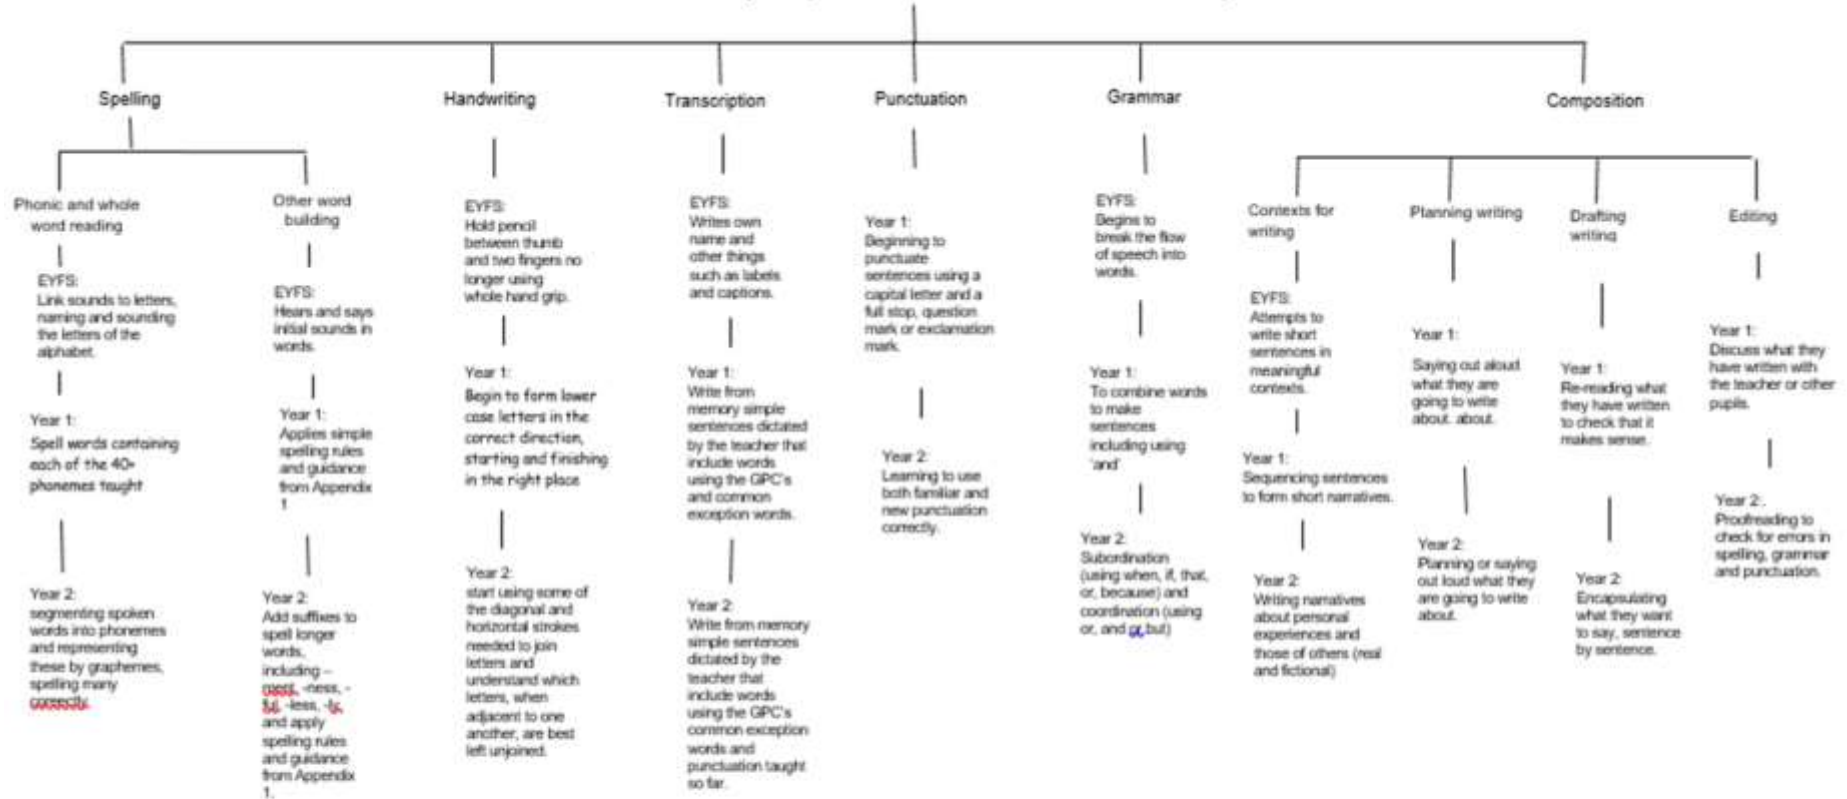 Spelling
Handwriting
Transcription
Punctuation
Grammar
Composition
Phonic and whole
word reading
EYFS:
Link sounds to letters,
naming and sounding
the letters of the
alphabet.
Year 1:
Spell words containing
each of the 40+
phonemes taught
Year 2:
segmenting spoken
words into phonemes
and representing
these by graphemes,
spelling many
correctly.
Other word
building
EYFS:
Hears and says
initial sounds in
words.
Year 1:
Applies simple
spelling rules
and guidance
from Appendix
1
Year 2:
Add suffixes to
spell longer
words,
including –
ment, -ness, -
ful, -less, -ly,
and apply
spelling rules
and guidance
from Appendix
1.
EYFS:
Hold pencil
between thumb
and two fingers no
longer using
whole hand grip.
Year 1:
Begin to form lower
case letters in the
correct direction,
starting and finishing
in the right place
Year 2:
start using some of
the diagonal and
horizontal strokes
needed to join
letters and
understand which
letters, when
adjacent to one
another, are best
left unjoined.
EYFS:
Writes own
name and
other things
such as labels
and captions.
Year 1:
Write from
memory simple
sentences dictated
by the teacher that
include words
using the GPC's
and common
exception words.
Year 2:
Write from memory
simple sentences
dictated by the
teacher that
include words
using the GPC's
common exception
words and
punctuation taught
so far.
Year 1:
Beginning to
punctuate
sentences using a
capital letter and a
full stop, question
mark or exclamation
mark.
Year 2:
Learning to use
both familiar and
new punctuation
correctly.
EYFS:
Begins to
break the flow
of speech into
words.
Year 1:
To combine words
to make
sentences
including using
'and'
Year 2:
Subordination
(using when, if, that,
or, because) and
coordination (using
or, and or but)
Contexts for
writing
EYFS:
Attempts to
write short
sentences in
meaningful
contexts.
Year 1:
Sequencing sentences
to form short narratives.
Year 2:
Writing narratives
about personal
experiences and
those of others (real
and fictional)
Planning writing
Year 1:
Saying out aloud
what they are
going to write
about. about.
Year 2:
Planning or saying
out loud what they
are going to write
about.
Drafting
writing
Year 1:
Re-reading what
they have written
to check that it
makes sense.
Year 2:
Encapsulating
what they want
to say, sentence
by sentence.
Editing
Year 1:
Discuss what they
have written with
the teacher or other
pupils.
Year 2:.
Proofreading to
check for errors in
spelling, grammar
and punctuation.